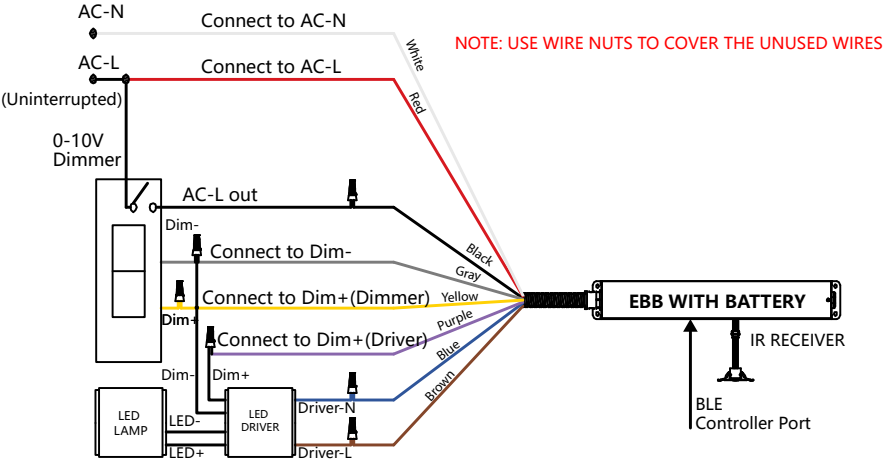 AC-N
Connect to AC-N
NOTE: USE WIRE NUTS TO COVER THE UNUSED WIRES
White
AC-L
Connect to AC-L
(Uninterrupted)
Red
0-10V
Dimmer
AC-L out
Dim-
Black
Connect to Dim-
Gray
Connect to Dim+(Dimmer)
Yellow
EBB WITH BATTERY
Dim+
Purple
Connect to Dim+(Driver)
IR RECEIVER
Blue
Dim-
Dim+
Brown
BLE
Controller Port
Driver-N
LED
LAMP
LED-
LED
DRIVER
LED+
Driver-L